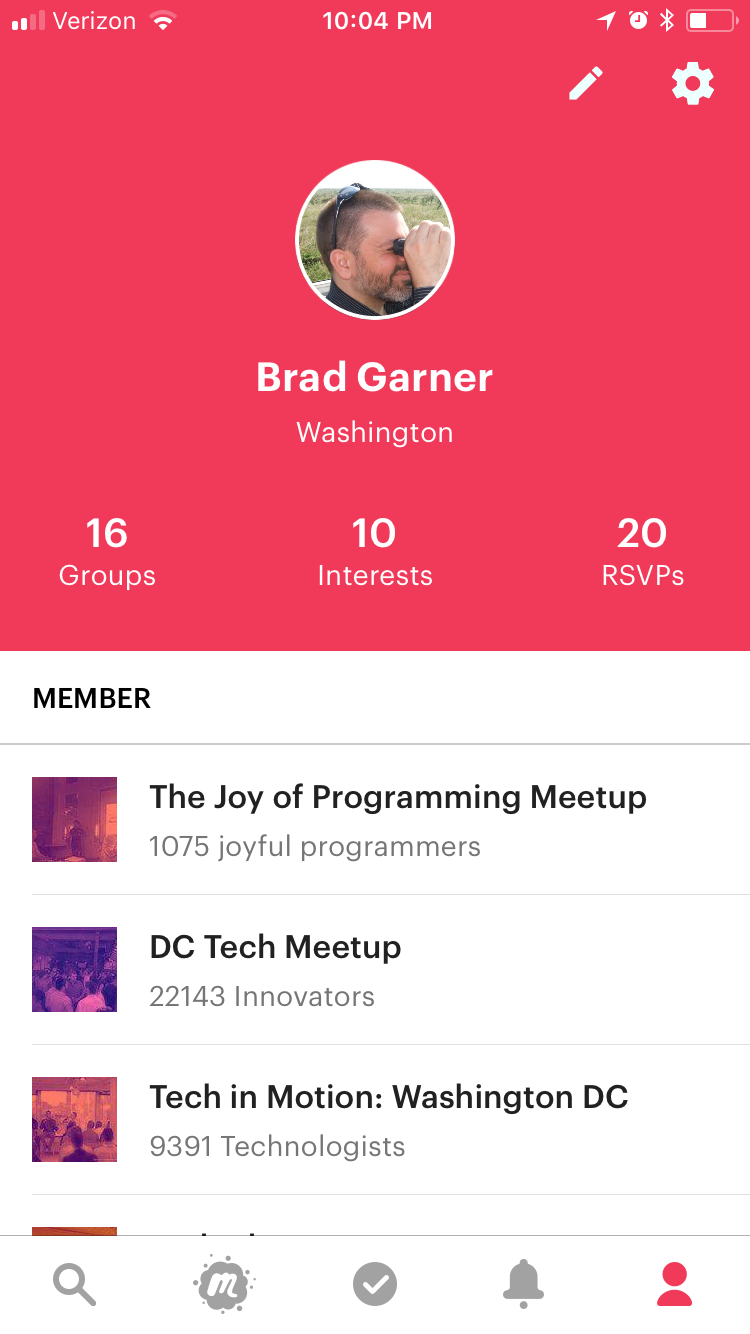 Verizon 10:04 PM
Brad Garner
Washington
16 10 20
Groups Interests RSVPs
MEMBER
The Joy of Programming Meetup
1075 joyful programmers
DC Tech Meetup
22143 Innovators
Tech in Motion: Washington DC
9391 Technologists
m